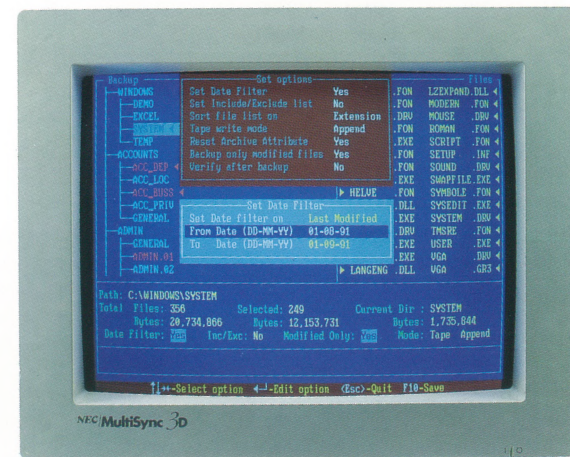 Backup Set options Files
WINDOWS Set Date Filter Yes .FON LZEXPAND.DLL
DEMO Set Include/Exclude list No .FON MODERN .FON
EXCEL Sort file list on Extension .DRV MOUSE .DRV
SYSTEM Tape write mode Append .FON ROMAN .FON
TEMP Reset Archive Attribute Yes .EXE SCRIPT .FON
ACCOUNTS Backup only modified files Yes .FON SETUP .INF
ACC_DEP Verify after backup No .FON SOUND .DRV
ACC_LOC .EXE SWAPFILE.EXE
ACC_BUSS HELVE .FON SYMBOLE .FON
ACC_PRIV Set Date Filter .DLL SYSEDIT .EXE
GENERAL Set Date filter on Last Modified .EXE SYSTEM .DRV
ADMIN From Date (DD-MM-YY) 01-08-91 .DRV TMSRE .FON
GENERAL To Date (DD-MM-YY) 01-09-91 .EXE USER .EXE
ADMIN.01 .EXE VGA .DRV
ADMIN.02 LANGENG .DLL VGA .GR3
Path: C:\WINDOWS\SYSTEM
Total Files: 356 Selected: 249 Current Dir : SYSTEM
Bytes: 20,734,866 Bytes: 12,153.731 Bytes: 1,735,844
Date Filter: Yes Inc/Exc: No Modified Only: Yes Mode: Tape Append
↑↓↔-Select option ↵-Edit option <Esc>-Quit F10-Save
NEC MultiSync 3D